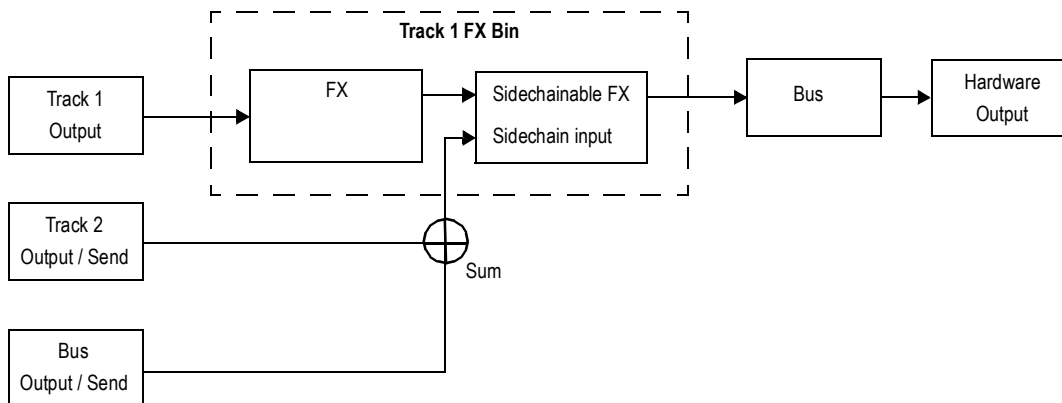 Track 1 FX Bin
Track 1
Output
FX
Sidechainable FX
Sidechain input
Bus
Hardware
Output
Track 2
Output / Send
Sum
Bus
Output / Send